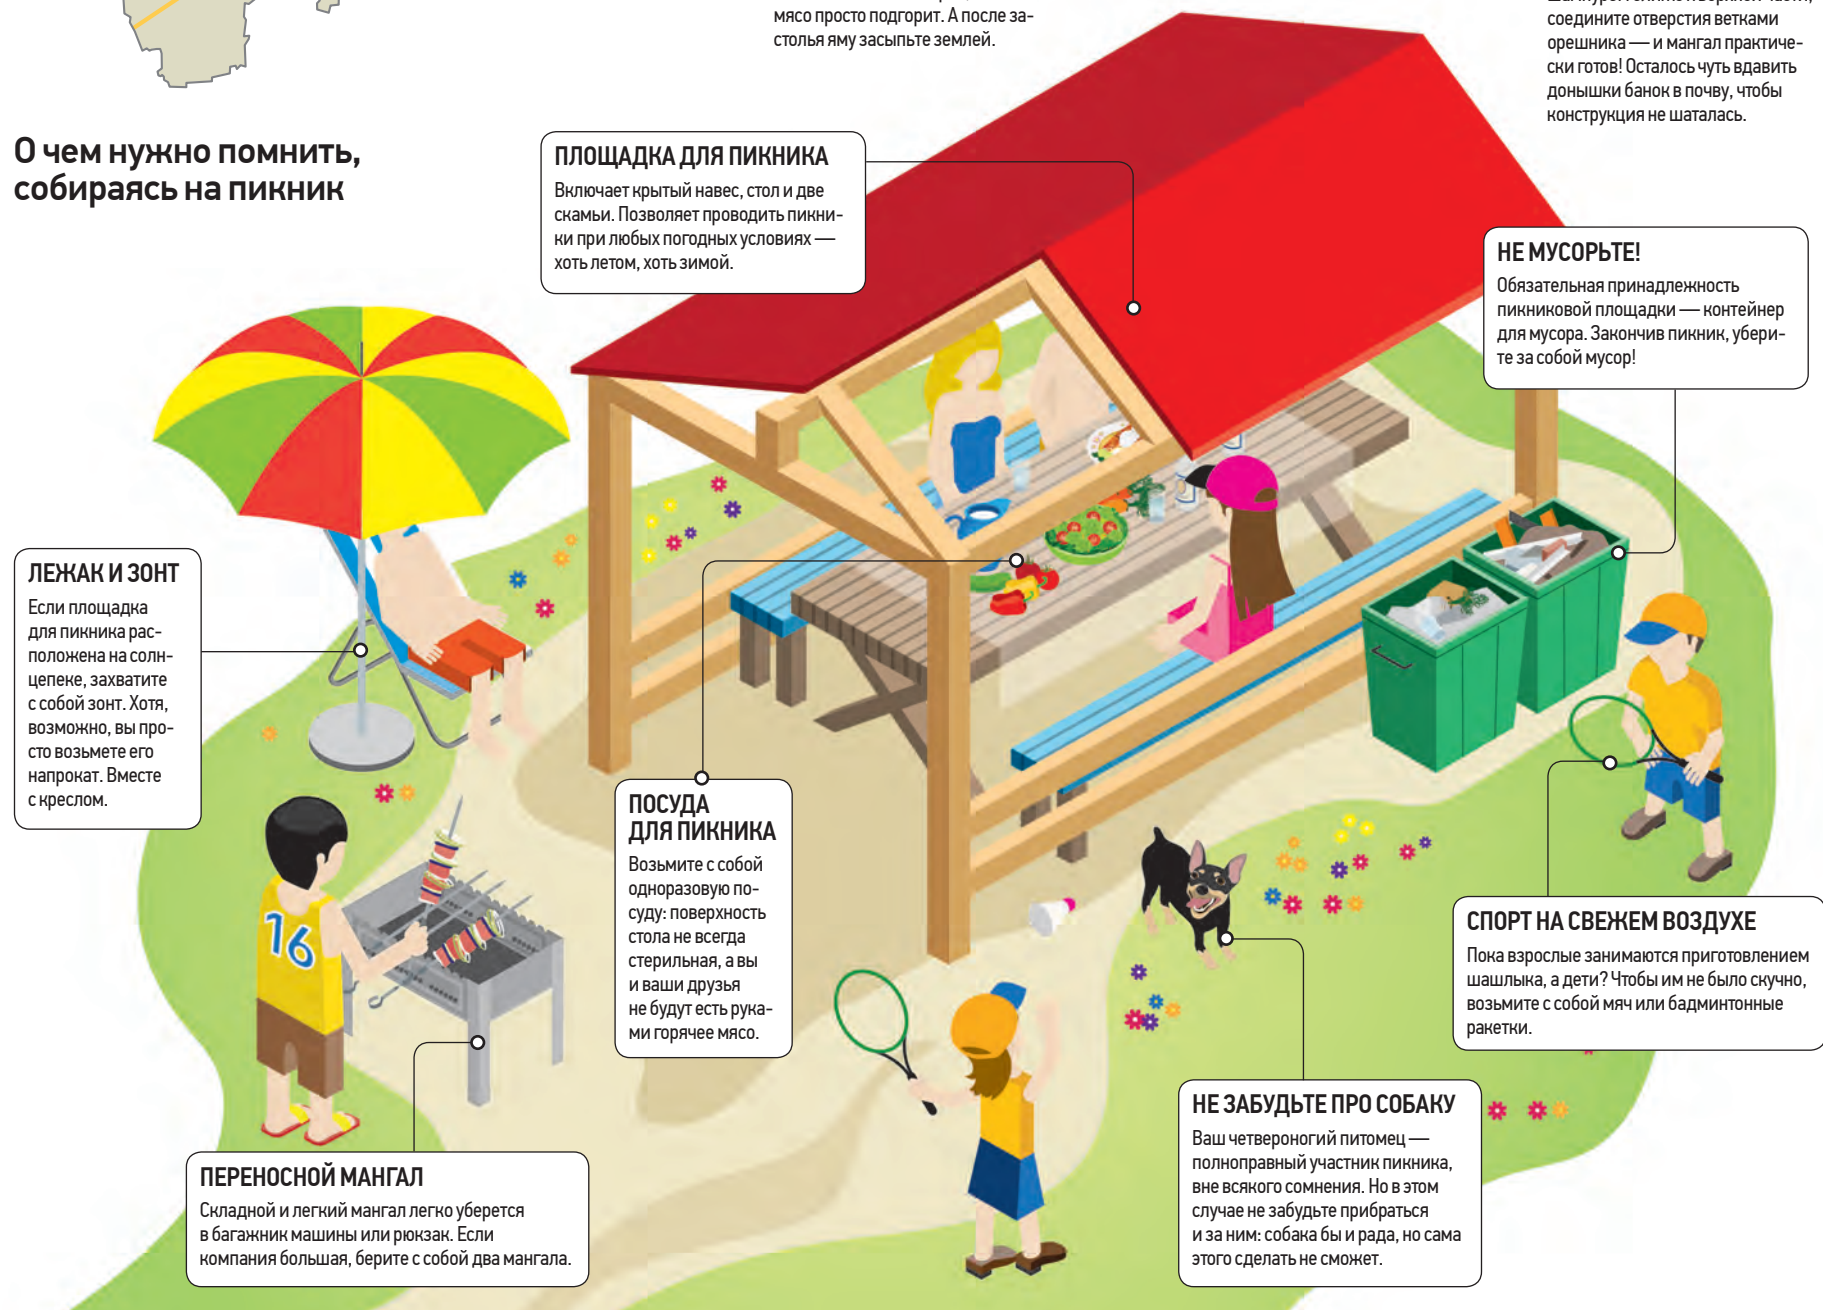 мясо просто подгорит. А после за-
столья яму засыпьте землей.
соедините отверстия ветками
орешника — и мангал практиче-
ски готов! Осталось чуть вдавить
донышки банок в почву, чтобы
конструкция не шаталась.
О чем нужно помнить,
собираясь на пикник
ПЛОЩАДКА ДЛЯ ПИКНИКА
Включает крытый навес, стол и две
скамьи. Позволяет проводить пикни-
ки при любых погодных условиях —
хоть летом, хоть зимой.
НЕ МУСОРЬТЕ!
Обязательная принадлежность
пикниковой площадки — контейнер
для мусора. Закончив пикник, убери-
те за собой мусор!
ЛЕЖАК И ЗОНТ
Если площадка
для пикника рас-
положена на солн-
цепеке, захватите
с собой зонт. Хотя,
возможно, вы про-
сто возьмете его
напрокат. Вместе
с креслом.
ПОСУДА
ДЛЯ ПИКНИКА
Возьмите с собой
одноразовую по-
суду: поверхность
стола не всегда
стерильная, а вы
и ваши друзья
не будут есть рука-
ми горячее мясо.
16
СПОРТ НА СВЕЖЕМ ВОЗДУХЕ
Пока взрослые занимаются приготовлением
шашлыка, а дети? Чтобы им не было скучно,
возьмите с собой мяч или бадминтонные
ракетки.
НЕ ЗАБУДЬТЕ ПРО СОБАКУ
Ваш четвероногий питомец —
полноправный участник пикника,
вне всякого сомнения. Но в этом
случае не забудьте прибраться
и за ним: собака бы и рада, но сама
этого сделать не сможет.
ПЕРЕНОСНОЙ МАНГАЛ
Складной и легкий мангал легко уберется
в багажник машины или рюкзак. Если
компания большая, берите с собой два мангала.